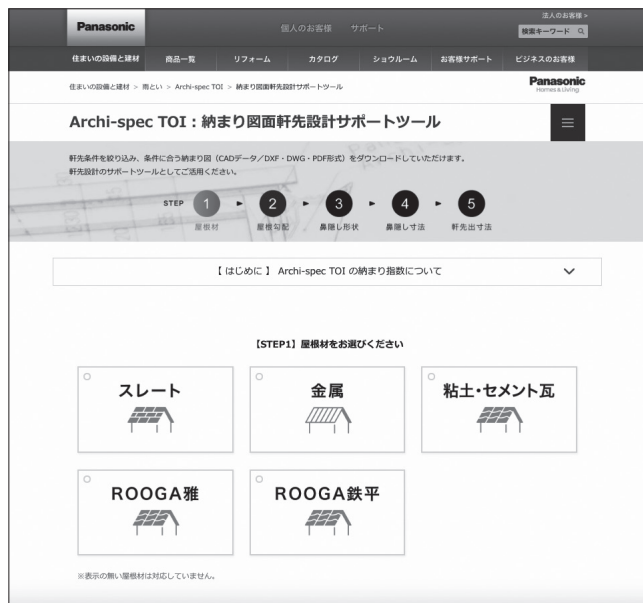 法人のお客様 >
Panasonic
個人のお客様 サポート
検索キーワード
住まいの設備と建材 商品一覧 リフォーム カタログ ショウルーム お客様サポート ビジネスのお客様
住まいの設備と建材 > 雨とい > Archi-spec TOI > 納まり図面軒先設計サポートツール
Panasonic
Homes & Living
Archi-spec TOI：納まり図面軒先設計サポートツール
軒先条件を絞り込み、条件に合う納まり図（CADデータ／DXF・DWG・PDF形式）をダウンロードしていただけます。
軒先設計のサポートツールとしてご活用ください。
STEP 1 2 3 4 5
屋根材 屋根勾配 鼻隠し形状 鼻隠し寸法 軒先出寸法
【 はじめに 】 Archi-spec TOI の納まり指数について
【STEP1】屋根材をお選びください
スレート 金属 粘土・セメント瓦
ROOGA雅 ROOGA鉄平
※表示の無い屋根材は対応していません。